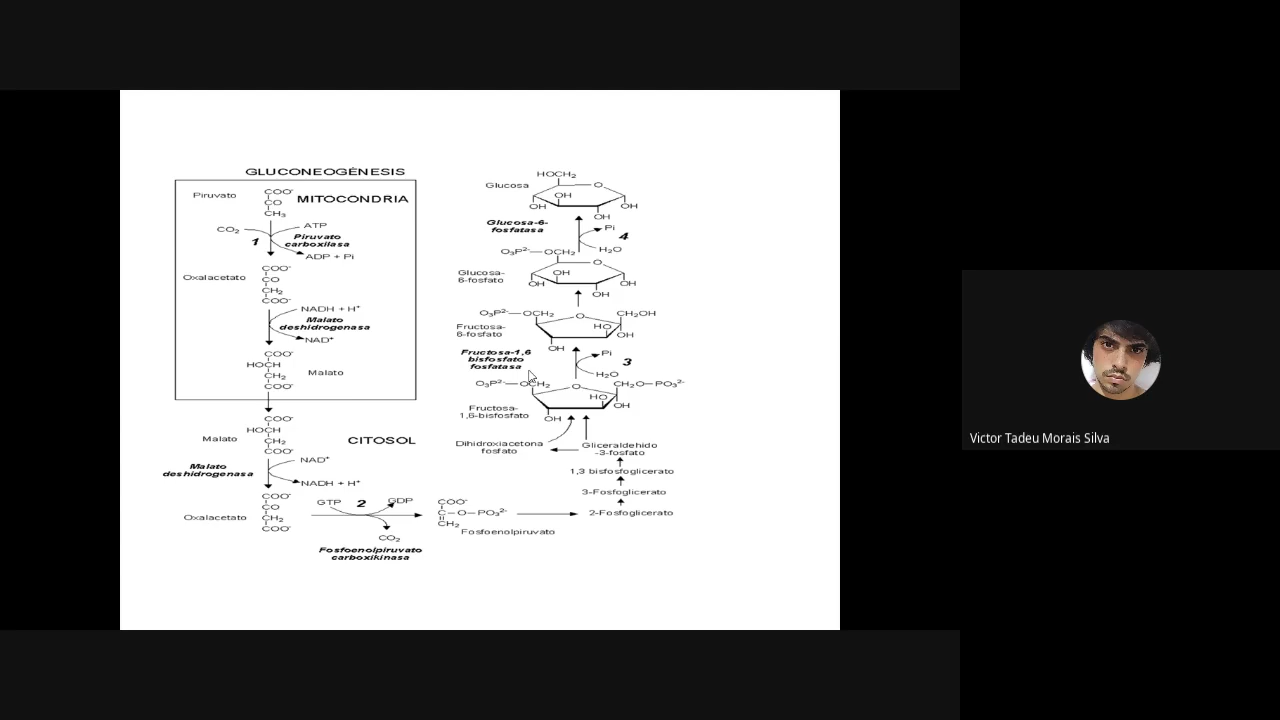 GLUCONEOGÉNESIS
Piruvato
COO⁻
CO
CH₃
MITOCONDRIA
CO₂
ATP
1
Piruvato
carboxilasa
ADP + Pi
Oxalacetato
COO⁻
CO
CH₂
COO⁻
NADH + H⁺
Malato
deshidrogenasa
NAD⁺
COO⁻
HOCH
CH₂
COO⁻
Malato
COO⁻
HOCH
CH₂
COO⁻
Malato
CITOSOL
Malato
deshidrogenasa
NAD⁺
NADH + H⁺
Oxalacetato
COO⁻
CO
CH₂
COO⁻
GTP
2
GDP
CO₂
Fosfoenolpiruvato
carboxikinasa
COO⁻
C—O—PO₃²⁻
CH₂
Fosfoenolpiruvato
2-Fosfoglicerato
3-Fosfoglicerato
1,3 bisfosfoglicerato
Gliceraldehido
-3-fosfato
Dihidroxiacetona
fosfato
Fructosa-
1,6-bisfosfato
O₃P²⁻—OCH₂
O
CH₂O—PO₃²⁻
HO
OH
OH
Fructosa-1,6
bisfosfato
fosfatasa
Pi
3
H₂O
Fructosa-
6-fosfato
O₃P²⁻—OCH₂
O
CH₂OH
HO
OH
OH
Glucosa-
6-fosfato
O₃P²⁻—OCH₂
O
OH
OH
OH
OH
Glucosa-6-
fosfatasa
Pi
4
H₂O
Glucosa
HOCH₂
O
OH
OH
OH
OH
Victor Tadeu Morais Silva